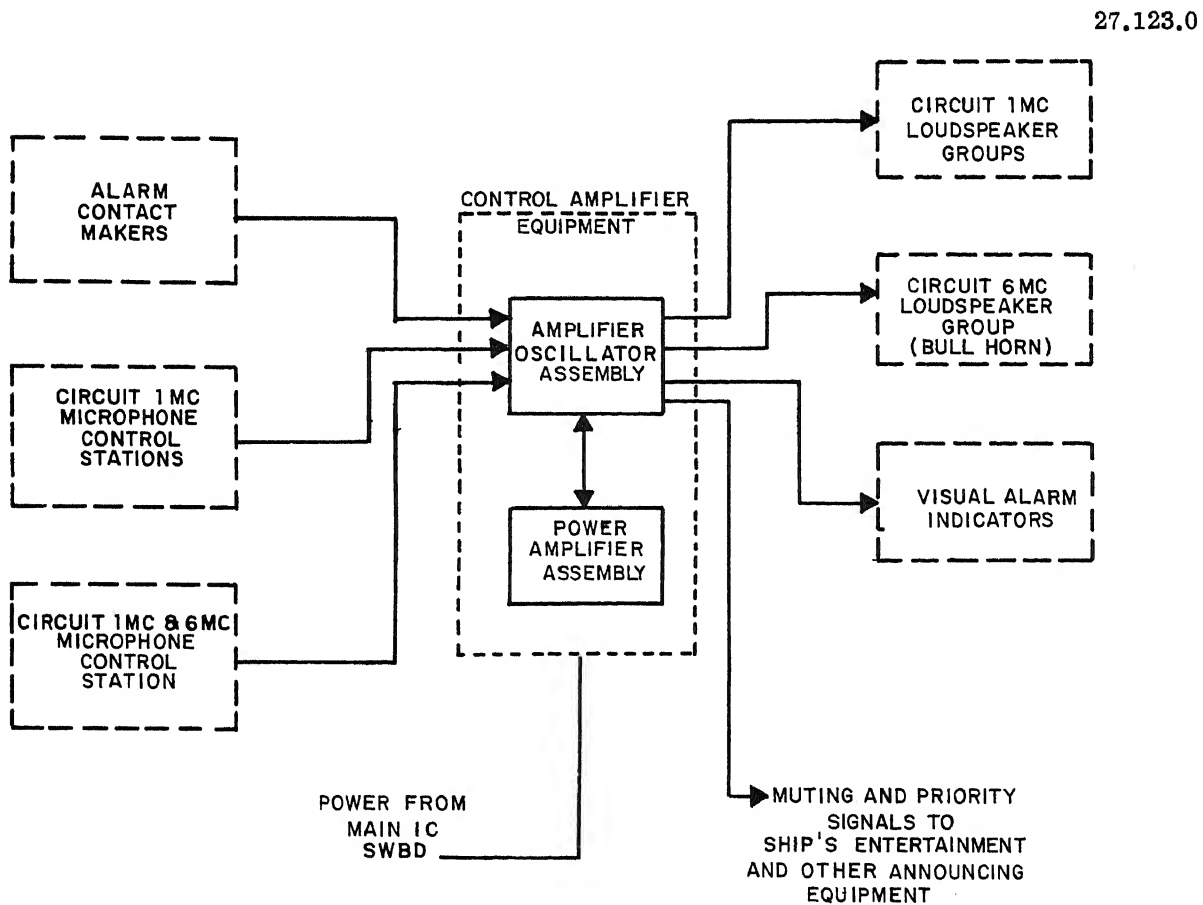 27.123.0
ALARM
CONTACT
MAKERS
CIRCUIT 1MC
MICROPHONE
CONTROL
STATIONS
CIRCUIT 1MC & 6MC
MICROPHONE
CONTROL
STATION
CONTROL AMPLIFIER
EQUIPMENT
AMPLIFIER
OSCILLATOR
ASSEMBLY
POWER
AMPLIFIER
ASSEMBLY
POWER FROM
MAIN IC
SWBD
CIRCUIT 1MC
LOUDSPEAKER
GROUPS
CIRCUIT 6MC
LOUDSPEAKER
GROUP
(BULL HORN)
VISUAL ALARM
INDICATORS
MUTING AND PRIORITY
SIGNALS TO
SHIP'S ENTERTAINMENT
AND OTHER ANNOUNCING
EQUIPMENT